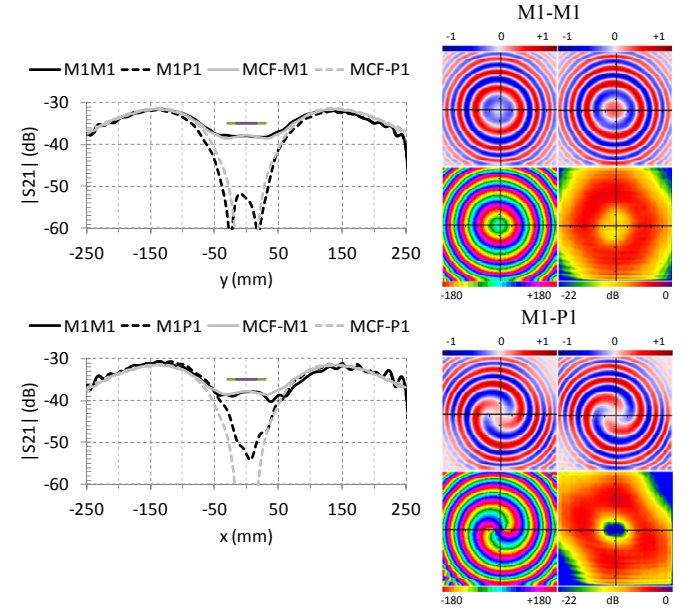 M1-M1
-1 0 +1 -1 0 +1
M1M1 M1P1 MCF-M1 MCF-P1
-30
-40
-50
-60
|S21| (dB)
-250 -150 -50 50 150 250
y (mm)
-180 +180 -22 dB 0
M1-P1
M1M1 M1P1 MCF-M1 MCF-P1
-1 0 +1 -1 0 +1
-30
-40
-50
-60
|S21| (dB)
-250 -150 -50 50 150 250
x (mm)
-180 +180 -22 dB 0